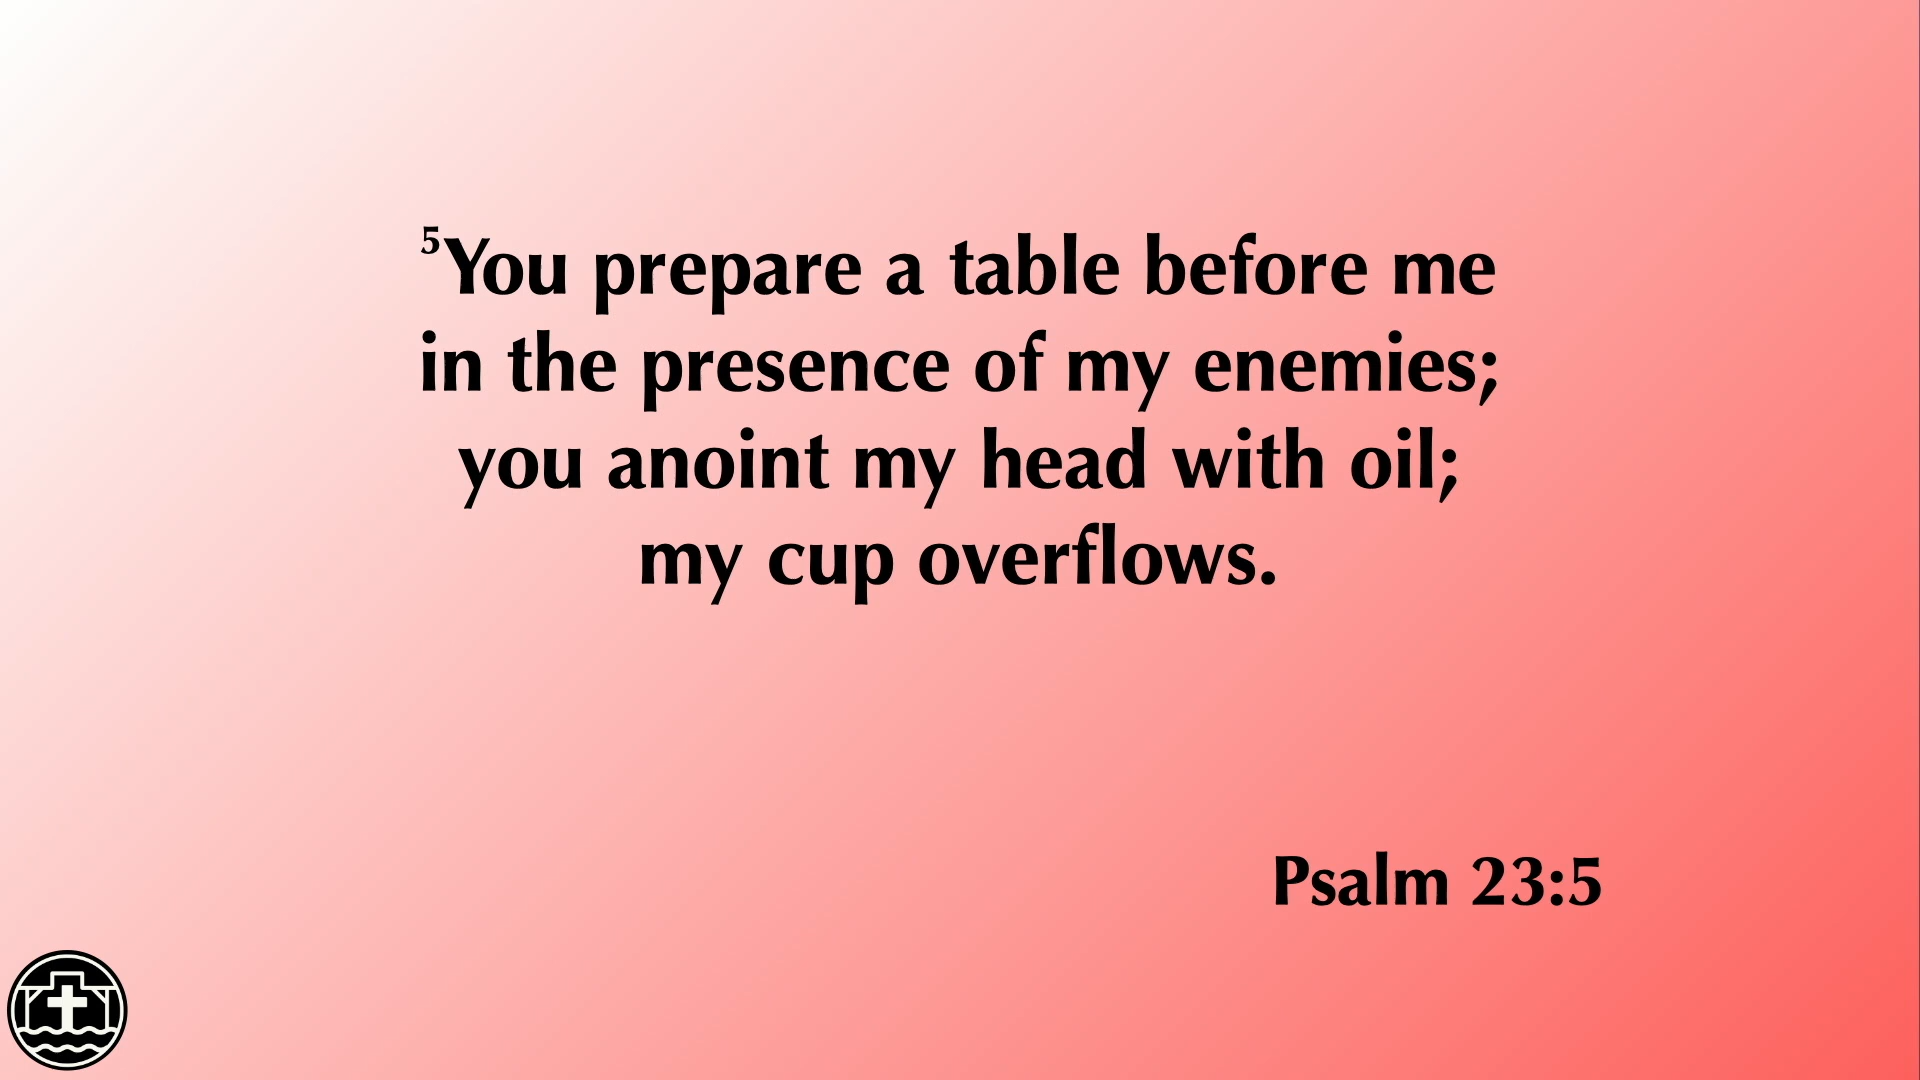 ⁵You prepare a table before me
in the presence of my enemies;
you anoint my head with oil;
my cup overflows.
Psalm 23:5